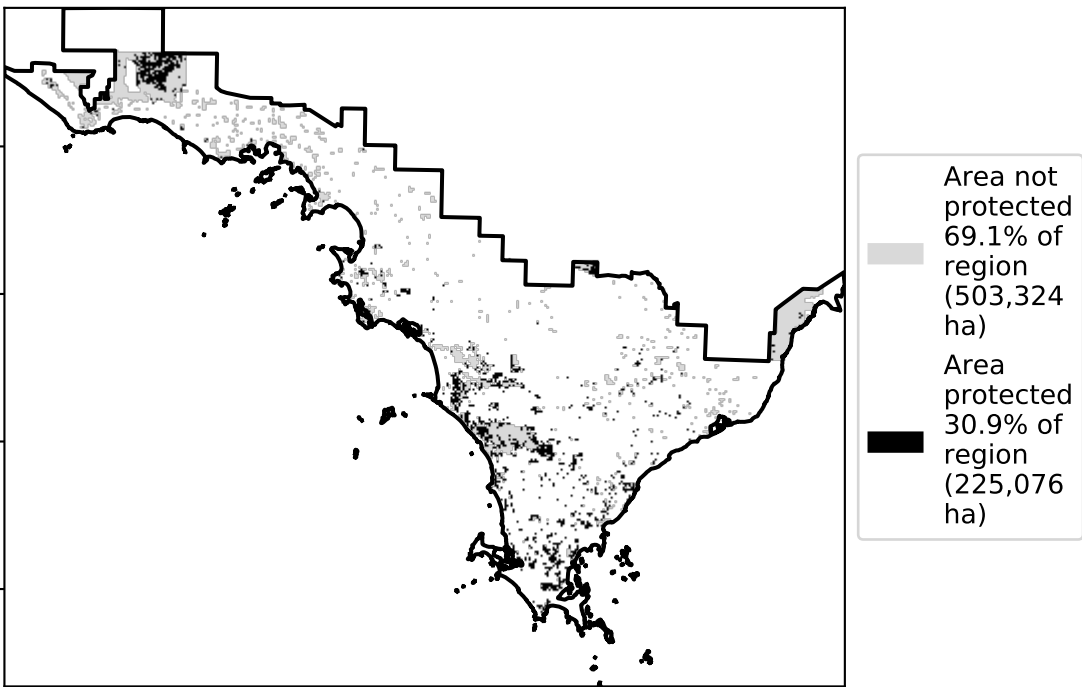 Area not
protected
69.1% of
region
(503,324
ha)
Area
protected
30.9% of
region
(225,076
ha)